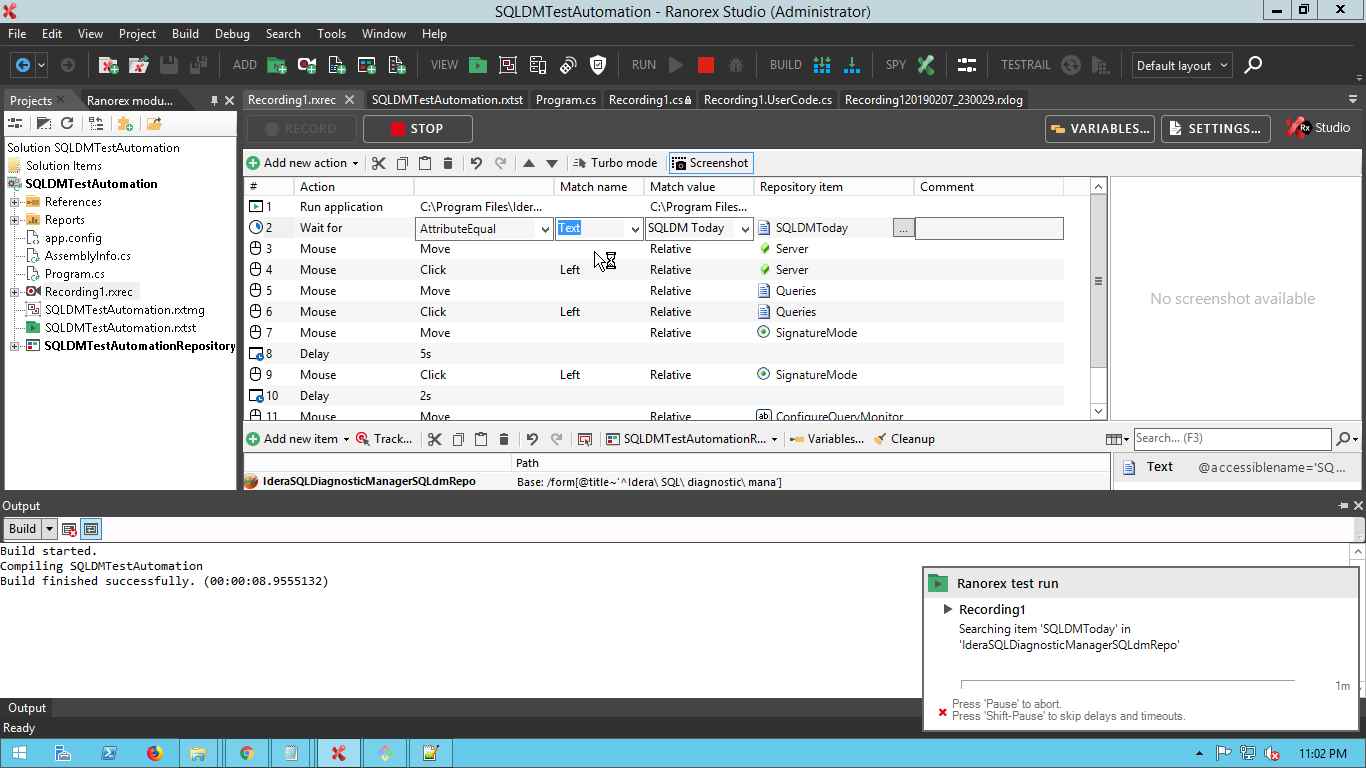 SQLDMTestAutomation - Ranorex Studio (Administrator)
File Edit View Project Build Debug Search Tools Window Help
ADD VIEW RUN BUILD SPY TESTRAIL Default layout
Projects Ranorex modu... Recording1.rxrec SQLDMTestAutomation.rxtst Program.cs Recording1.cs Recording1.UserCode.cs Recording120190207_230029.rxlog
RECORD STOP VARIABLES... SETTINGS... Rx Studio
Solution SQLDMTestAutomation
Solution Items
SQLDMTestAutomation
References
Reports
app.config
AssemblyInfo.cs
Program.cs
Recording1.rxrec
SQLDMTestAutomation.rxtmg
SQLDMTestAutomation.rxtst
SQLDMTestAutomationRepository
Add new action Turbo mode Screenshot
# Action Match name Match value Repository item Comment
1 Run application C:\Program Files\Ider... C:\Program Files...
2 Wait for AttributeEqual Text SQLDM Today SQLDMToday ...
3 Mouse Move Relative Server
4 Mouse Click Left Relative Server
5 Mouse Move Relative Queries
6 Mouse Click Left Relative Queries
7 Mouse Move Relative SignatureMode
8 Delay 5s
9 Mouse Click Left Relative SignatureMode
10 Delay 2s
11 Mouse Move Relative ab ConfigureQueryMonitor
No screenshot available
Add new item Track... SQLDMTestAutomationR... Variables... Cleanup Search... (F3)
Path
IderaSQLDiagnosticManagerSQLdmRepo Base: /form[@title~'^Idera\ SQL\ diagnostic\ mana']
Text @accessiblename='SQ...
Output
Build
Build started.
Compiling SQLDMTestAutomation
Build finished successfully. (00:00:08.9555132)
Ranorex test run
Recording1
Searching item 'SQLDMToday' in
'IderaSQLDiagnosticManagerSQLdmRepo'
1m
Press 'Pause' to abort.
Press 'Shift-Pause' to skip delays and timeouts.
Output
Ready
11:02 PM